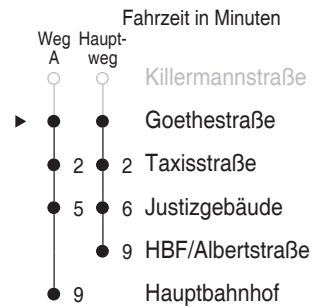 Fahrzeit in Minuten
Weg Haupt-
A weg
Killermannstraße
Goethestraße
2 2 Taxisstraße
5 6 Justizgebäude
9 HBF/Albertstraße
9 Hauptbahnhof